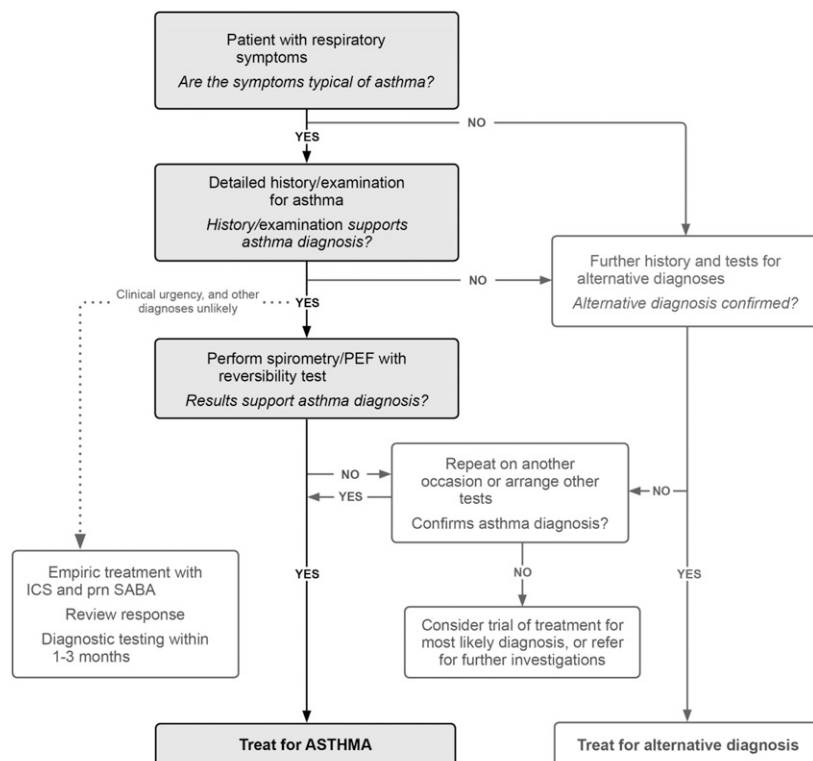 Patient with respiratory
symptoms
Are the symptoms typical of asthma?
NO
YES
Detailed history/examination
for asthma
History/examination supports
asthma diagnosis?
Further history and tests for
alternative diagnoses
Alternative diagnosis confirmed?
NO
Clinical urgency, and other
diagnoses unlikely
YES
Perform spirometry/PEF with
reversibility test
Results support asthma diagnosis?
Repeat on another
occasion or arrange other
tests
Confirms asthma diagnosis?
NO
YES
NO
YES
YES
NO
Empiric treatment with
ICS and prn SABA
Review response
Diagnostic testing within
1-3 months
Consider trial of treatment for
most likely diagnosis, or refer
for further investigations
Treat for ASTHMA
Treat for alternative diagnosis